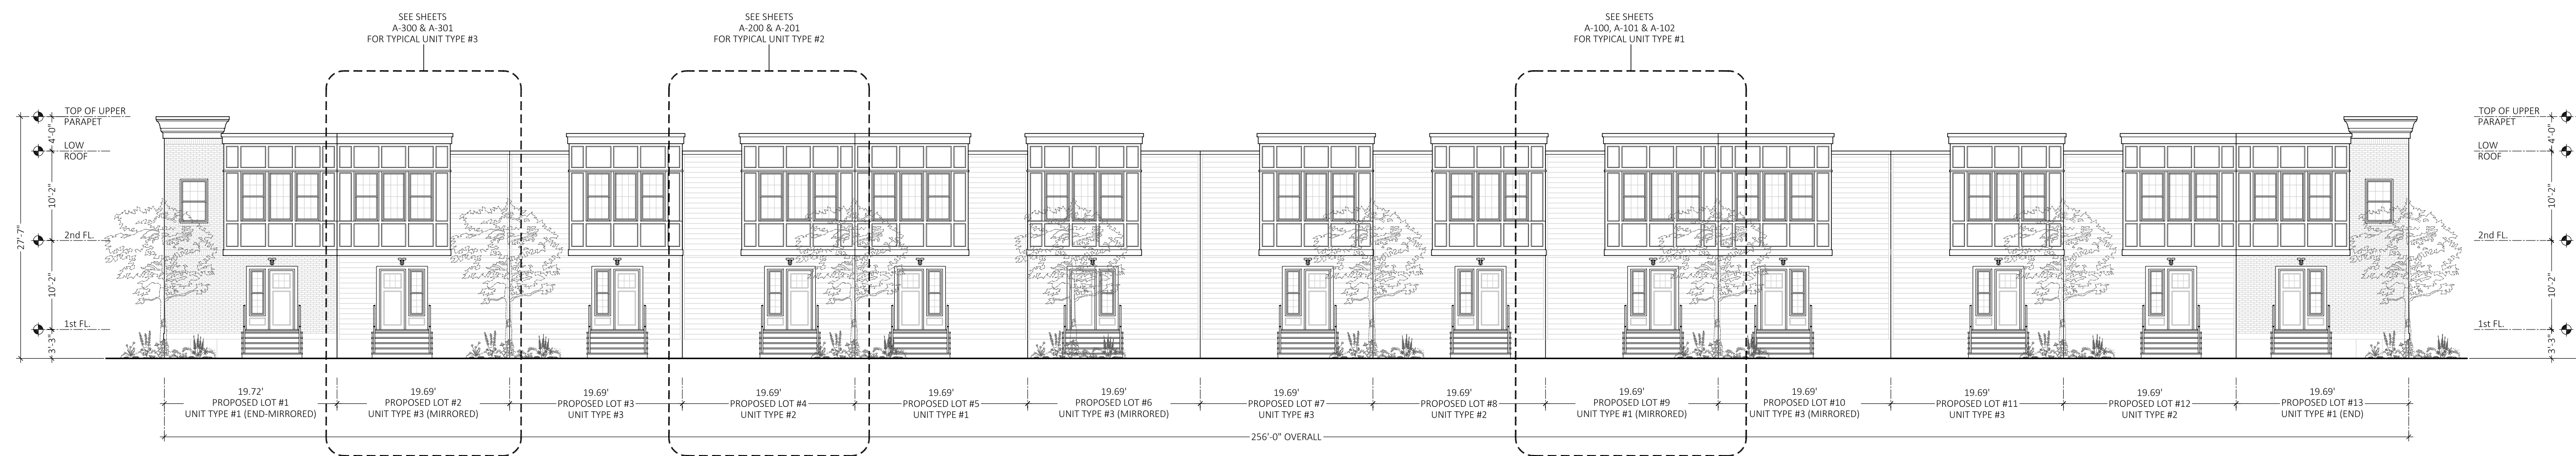 SEE SHEETS
A-300 & A-301
FOR TYPICAL UNIT TYPE #3
SEE SHEETS
A-200 & A-201
FOR TYPICAL UNIT TYPE #2
SEE SHEETS
A-100, A-101 & A-102
FOR TYPICAL UNIT TYPE #1
TOP OF UPPER
PARAPET
4'-0"
LOW
ROOF
10'-2"
27'-7"
2nd FL.
10'-2"
1st FL.
3'-3"
TOP OF UPPER
PARAPET
4'-0"
LOW
ROOF
10'-2"
2nd FL.
10'-2"
1st FL.
3'-3"
19.72'
PROPOSED LOT #1
UNIT TYPE #1 (END-MIRRORED)
19.69'
PROPOSED LOT #2
UNIT TYPE #3 (MIRRORED)
19.69'
PROPOSED LOT #3
UNIT TYPE #3
19.69'
PROPOSED LOT #4
UNIT TYPE #2
19.69'
PROPOSED LOT #5
UNIT TYPE #1
19.69'
PROPOSED LOT #6
UNIT TYPE #3 (MIRRORED)
19.69'
PROPOSED LOT #7
UNIT TYPE #3
19.69'
PROPOSED LOT #8
UNIT TYPE #2
19.69'
PROPOSED LOT #9
UNIT TYPE #1 (MIRRORED)
19.69'
PROPOSED LOT #10
UNIT TYPE #3 (MIRRORED)
19.69'
PROPOSED LOT #11
UNIT TYPE #3
19.69'
PROPOSED LOT #12
UNIT TYPE #2
19.69'
PROPOSED LOT #13
UNIT TYPE #1 (END)
256'-0" OVERALL